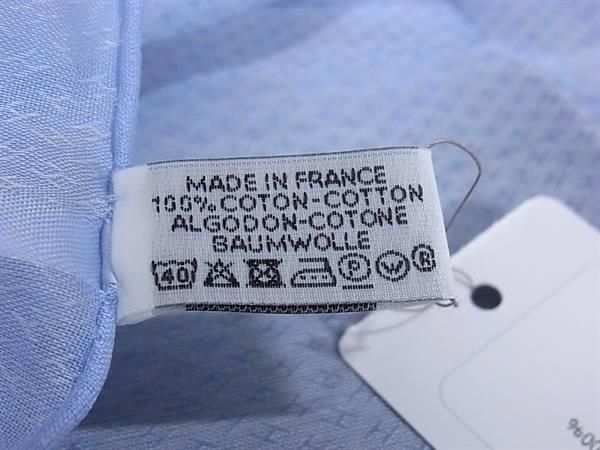 MADE IN FRANCE
100% COTON-COTTON
ALGODON-COTONE
BAUMWOLLE
40 P W ®